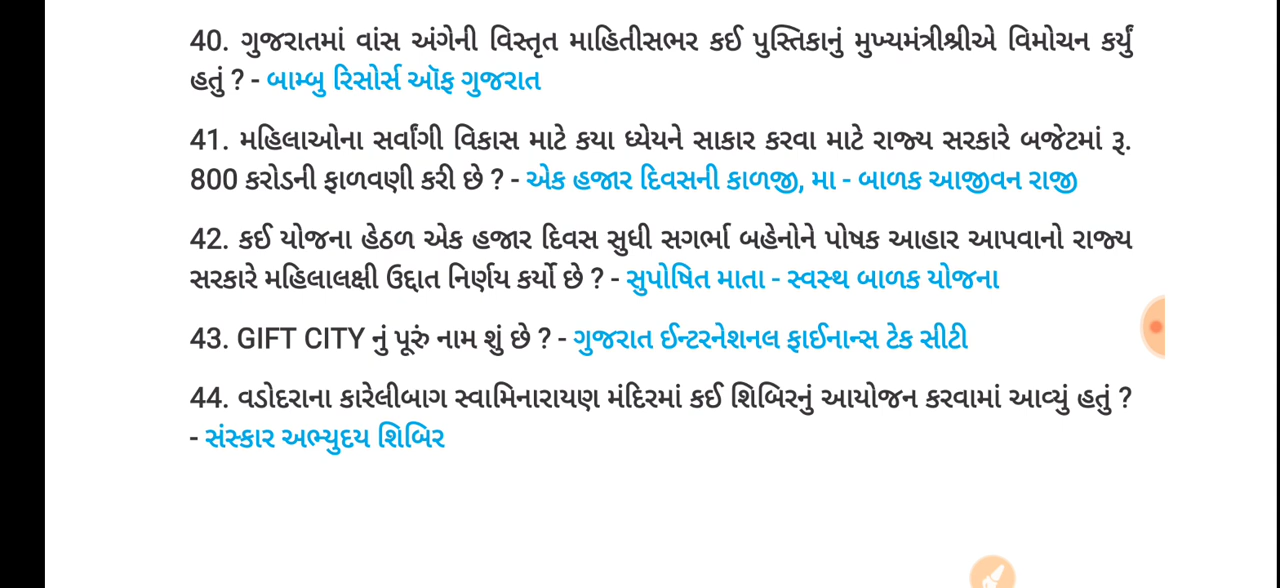 40. ગુજરાતમાં વાંસ અંગેની વિસ્તૃત માહિતીસભર કઈ પુસ્તિકાનું મુખ્યમંત્રીશ્રીએ વિમોચન કર્યું
હતું ? - બામ્બુ રિસોર્સ ઑફ ગુજરાત
41. મહિલાઓના સર્વાંગી વિકાસ માટે કયા ધ્યેયને સાકાર કરવા માટે રાજ્ય સરકારે બજેટમાં રૂ.
800 કરોડની ફાળવણી કરી છે ? - એક હજાર દિવસની કાળજી, મા - બાળક આજીવન રાજી
42. કઈ યોજના હેઠળ એક હજાર દિવસ સુધી સગર્ભા બહેનોને પોષક આહાર આપવાનો રાજ્ય
સરકારે મહિલાલક્ષી ઉદ્દાત નિર્ણય કર્યો છે ? - સુપોષિત માતા - સ્વસ્થ બાળક યોજના
43. GIFT CITY નું પૂરું નામ શું છે ? - ગુજરાત ઈન્ટરનેશનલ ફાઈનાન્સ ટેક સીટી
44. વડોદરાના કારેલીબાગ સ્વામિનારાયણ મંદિરમાં કઈ શિબિરનું આયોજન કરવામાં આવ્યું હતું ?
- સંસ્કાર અભ્યુદય શિબિર